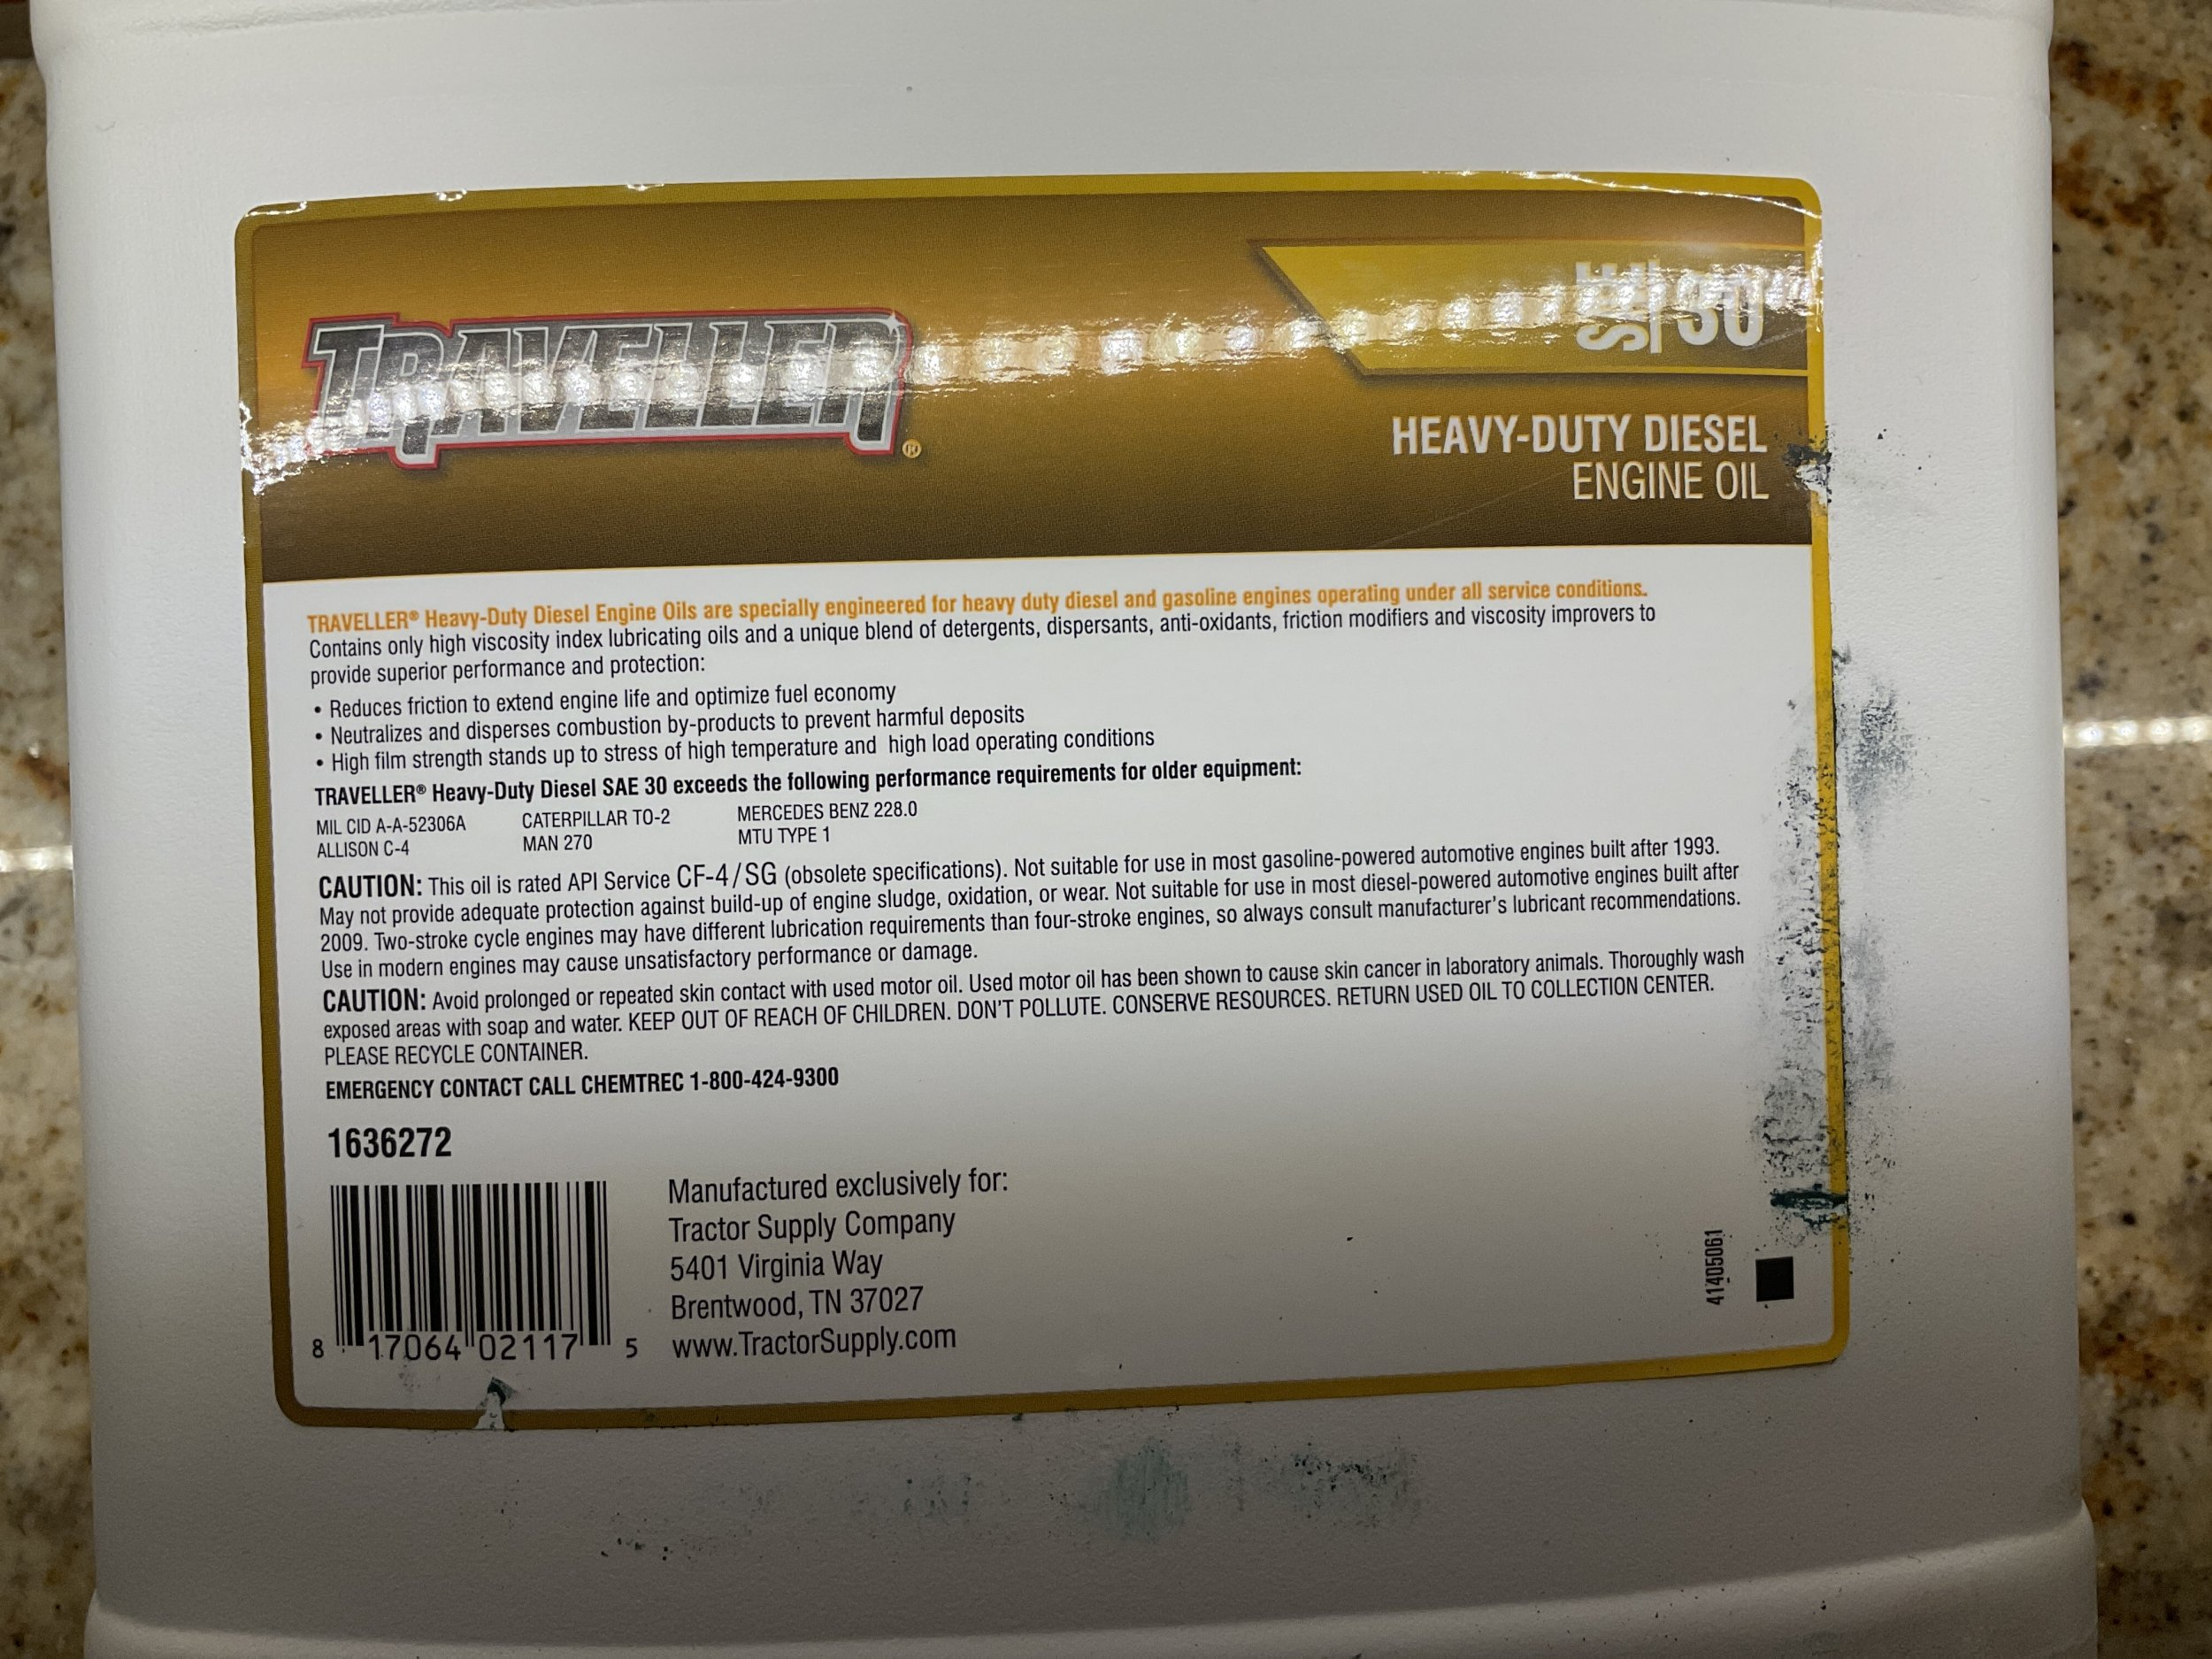 TRAVELLER®
SAE 30
HEAVY-DUTY DIESEL
ENGINE OIL
TRAVELLER® Heavy-Duty Diesel Engine Oils are specially engineered for heavy duty diesel and gasoline engines operating under all service conditions.
Contains only high viscosity index lubricating oils and a unique blend of detergents, dispersants, anti-oxidants, friction modifiers and viscosity improvers to
provide superior performance and protection:
• Reduces friction to extend engine life and optimize fuel economy
• Neutralizes and disperses combustion by-products to prevent harmful deposits
• High film strength stands up to stress of high temperature and high load operating conditions
TRAVELLER® Heavy-Duty Diesel SAE 30 exceeds the following performance requirements for older equipment:
MIL CID A-A-52306A CATERPILLAR TO-2 MERCEDES BENZ 228.0
ALLISON C-4 MAN 270 MTU TYPE 1
CAUTION: This oil is rated API Service CF-4/SG (obsolete specifications). Not suitable for use in most gasoline-powered automotive engines built after 1993.
May not provide adequate protection against build-up of engine sludge, oxidation, or wear. Not suitable for use in most diesel-powered automotive engines built after
2009. Two-stroke cycle engines may have different lubrication requirements than four-stroke engines, so always consult manufacturer's lubricant recommendations.
Use in modern engines may cause unsatisfactory performance or damage.
CAUTION: Avoid prolonged or repeated skin contact with used motor oil. Used motor oil has been shown to cause skin cancer in laboratory animals. Thoroughly wash
exposed areas with soap and water. KEEP OUT OF REACH OF CHILDREN. DON'T POLLUTE. CONSERVE RESOURCES. RETURN USED OIL TO COLLECTION CENTER.
PLEASE RECYCLE CONTAINER.
EMERGENCY CONTACT CALL CHEMTREC 1-800-424-9300
1636272
8 17064 02117 5
Manufactured exclusively for:
Tractor Supply Company
5401 Virginia Way
Brentwood, TN 37027
www.TractorSupply.com
41405061